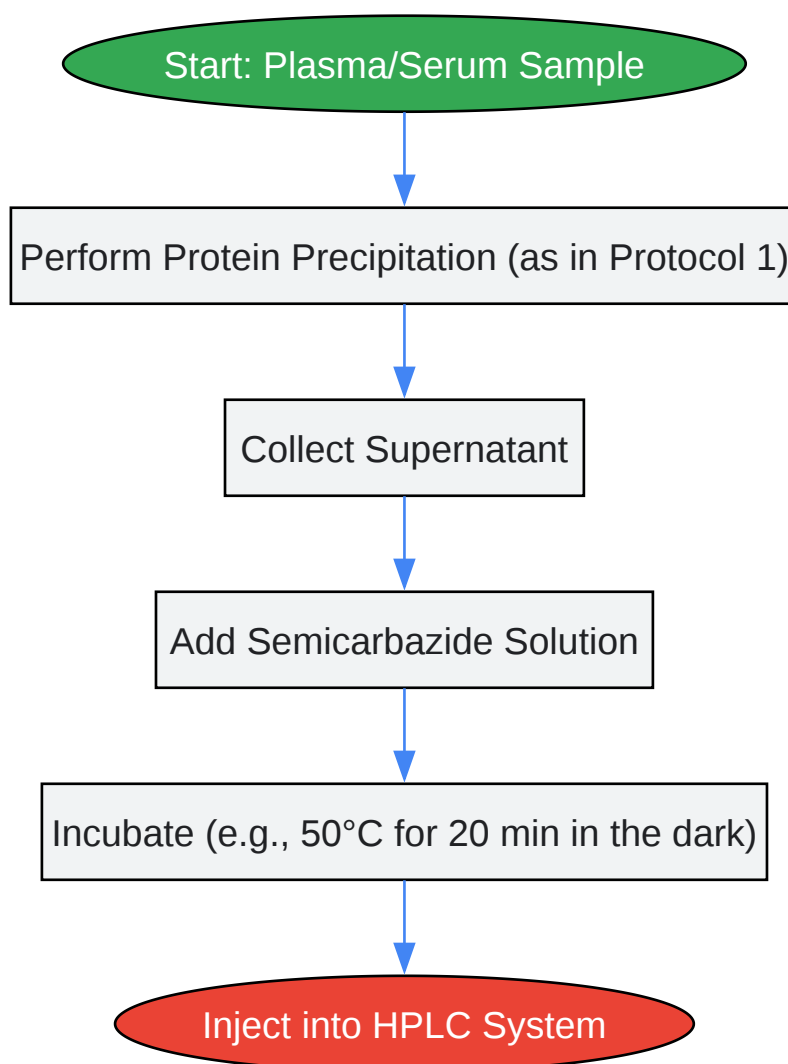 Start: Plasma/Serum Sample
Perform Protein Precipitation (as in Protocol 1)
Collect Supernatant
Add Semicarbazide Solution
Incubate (e.g., 50°C for 20 min in the dark)
Inject into HPLC System